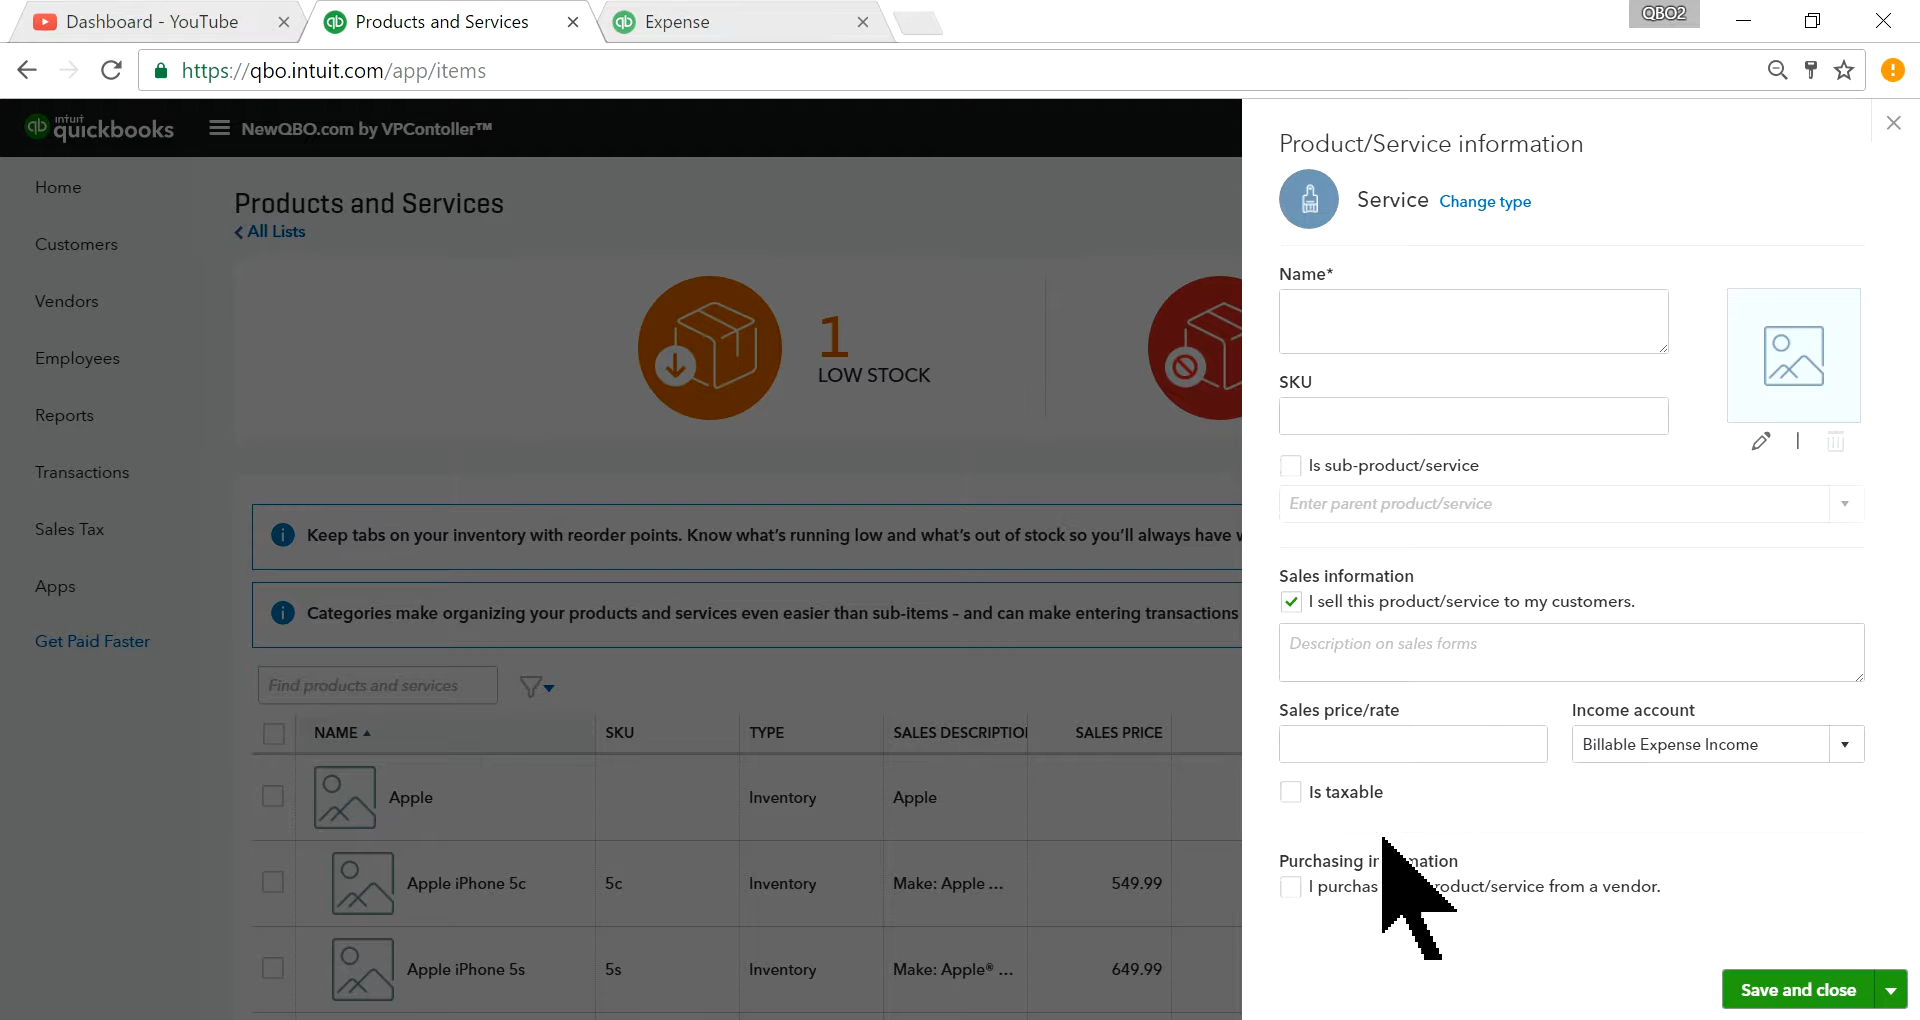 Dashboard - YouTube
Products and Services
Expense
QBO2
https://qbo.intuit.com/app/items
intuit
quickbooks
NewQBO.com by VPContoller™
Home
Customers
Vendors
Employees
Reports
Transactions
Sales Tax
Apps
Get Paid Faster
Products and Services
All Lists
1
LOW STOCK
Keep tabs on your inventory with reorder points. Know what's running low and what's out of stock so you'll always have
Categories make organizing your products and services even easier than sub-items – and can make entering transactions
Find products and services
NAME SKU TYPE SALES DESCRIPTIO SALES PRICE
Apple Inventory Apple
Apple iPhone 5c 5c Inventory Make: Apple ... 549.99
Apple iPhone 5s 5s Inventory Make: Apple® ... 649.99
Product/Service information
Service Change type
Name*
SKU
Is sub-product/service
Enter parent product/service
Sales information
I sell this product/service to my customers.
Description on sales forms
Sales price/rate Income account
Billable Expense Income
Is taxable
Purchasing mation
I purchas oduct/service from a vendor.
Save and close